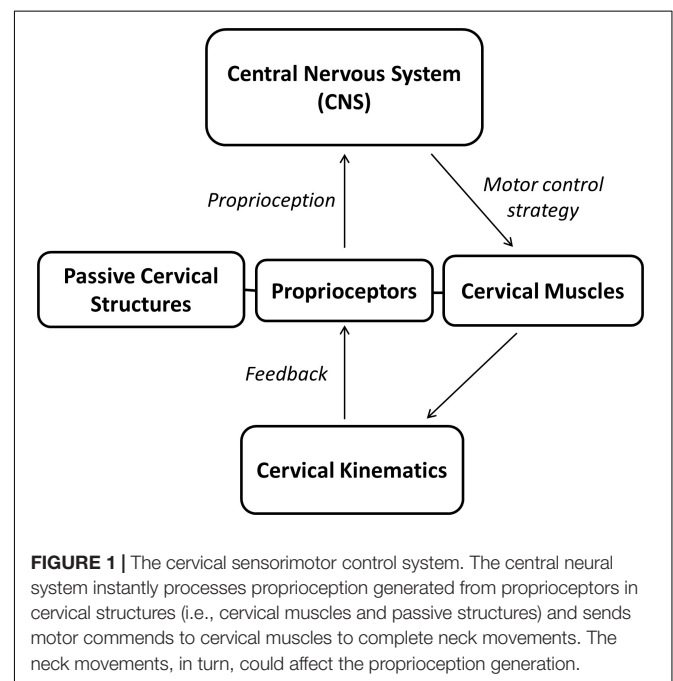 Central Nervous System
(CNS)
Proprioception
Motor control
strategy
Passive Cervical
Structures
Proprioceptors
Cervical Muscles
Feedback
Cervical Kinematics
FIGURE 1 | The cervical sensorimotor control system. The central neural
system instantly processes proprioception generated from proprioceptors in
cervical structures (i.e., cervical muscles and passive structures) and sends
motor commends to cervical muscles to complete neck movements. The
neck movements, in turn, could affect the proprioception generation.